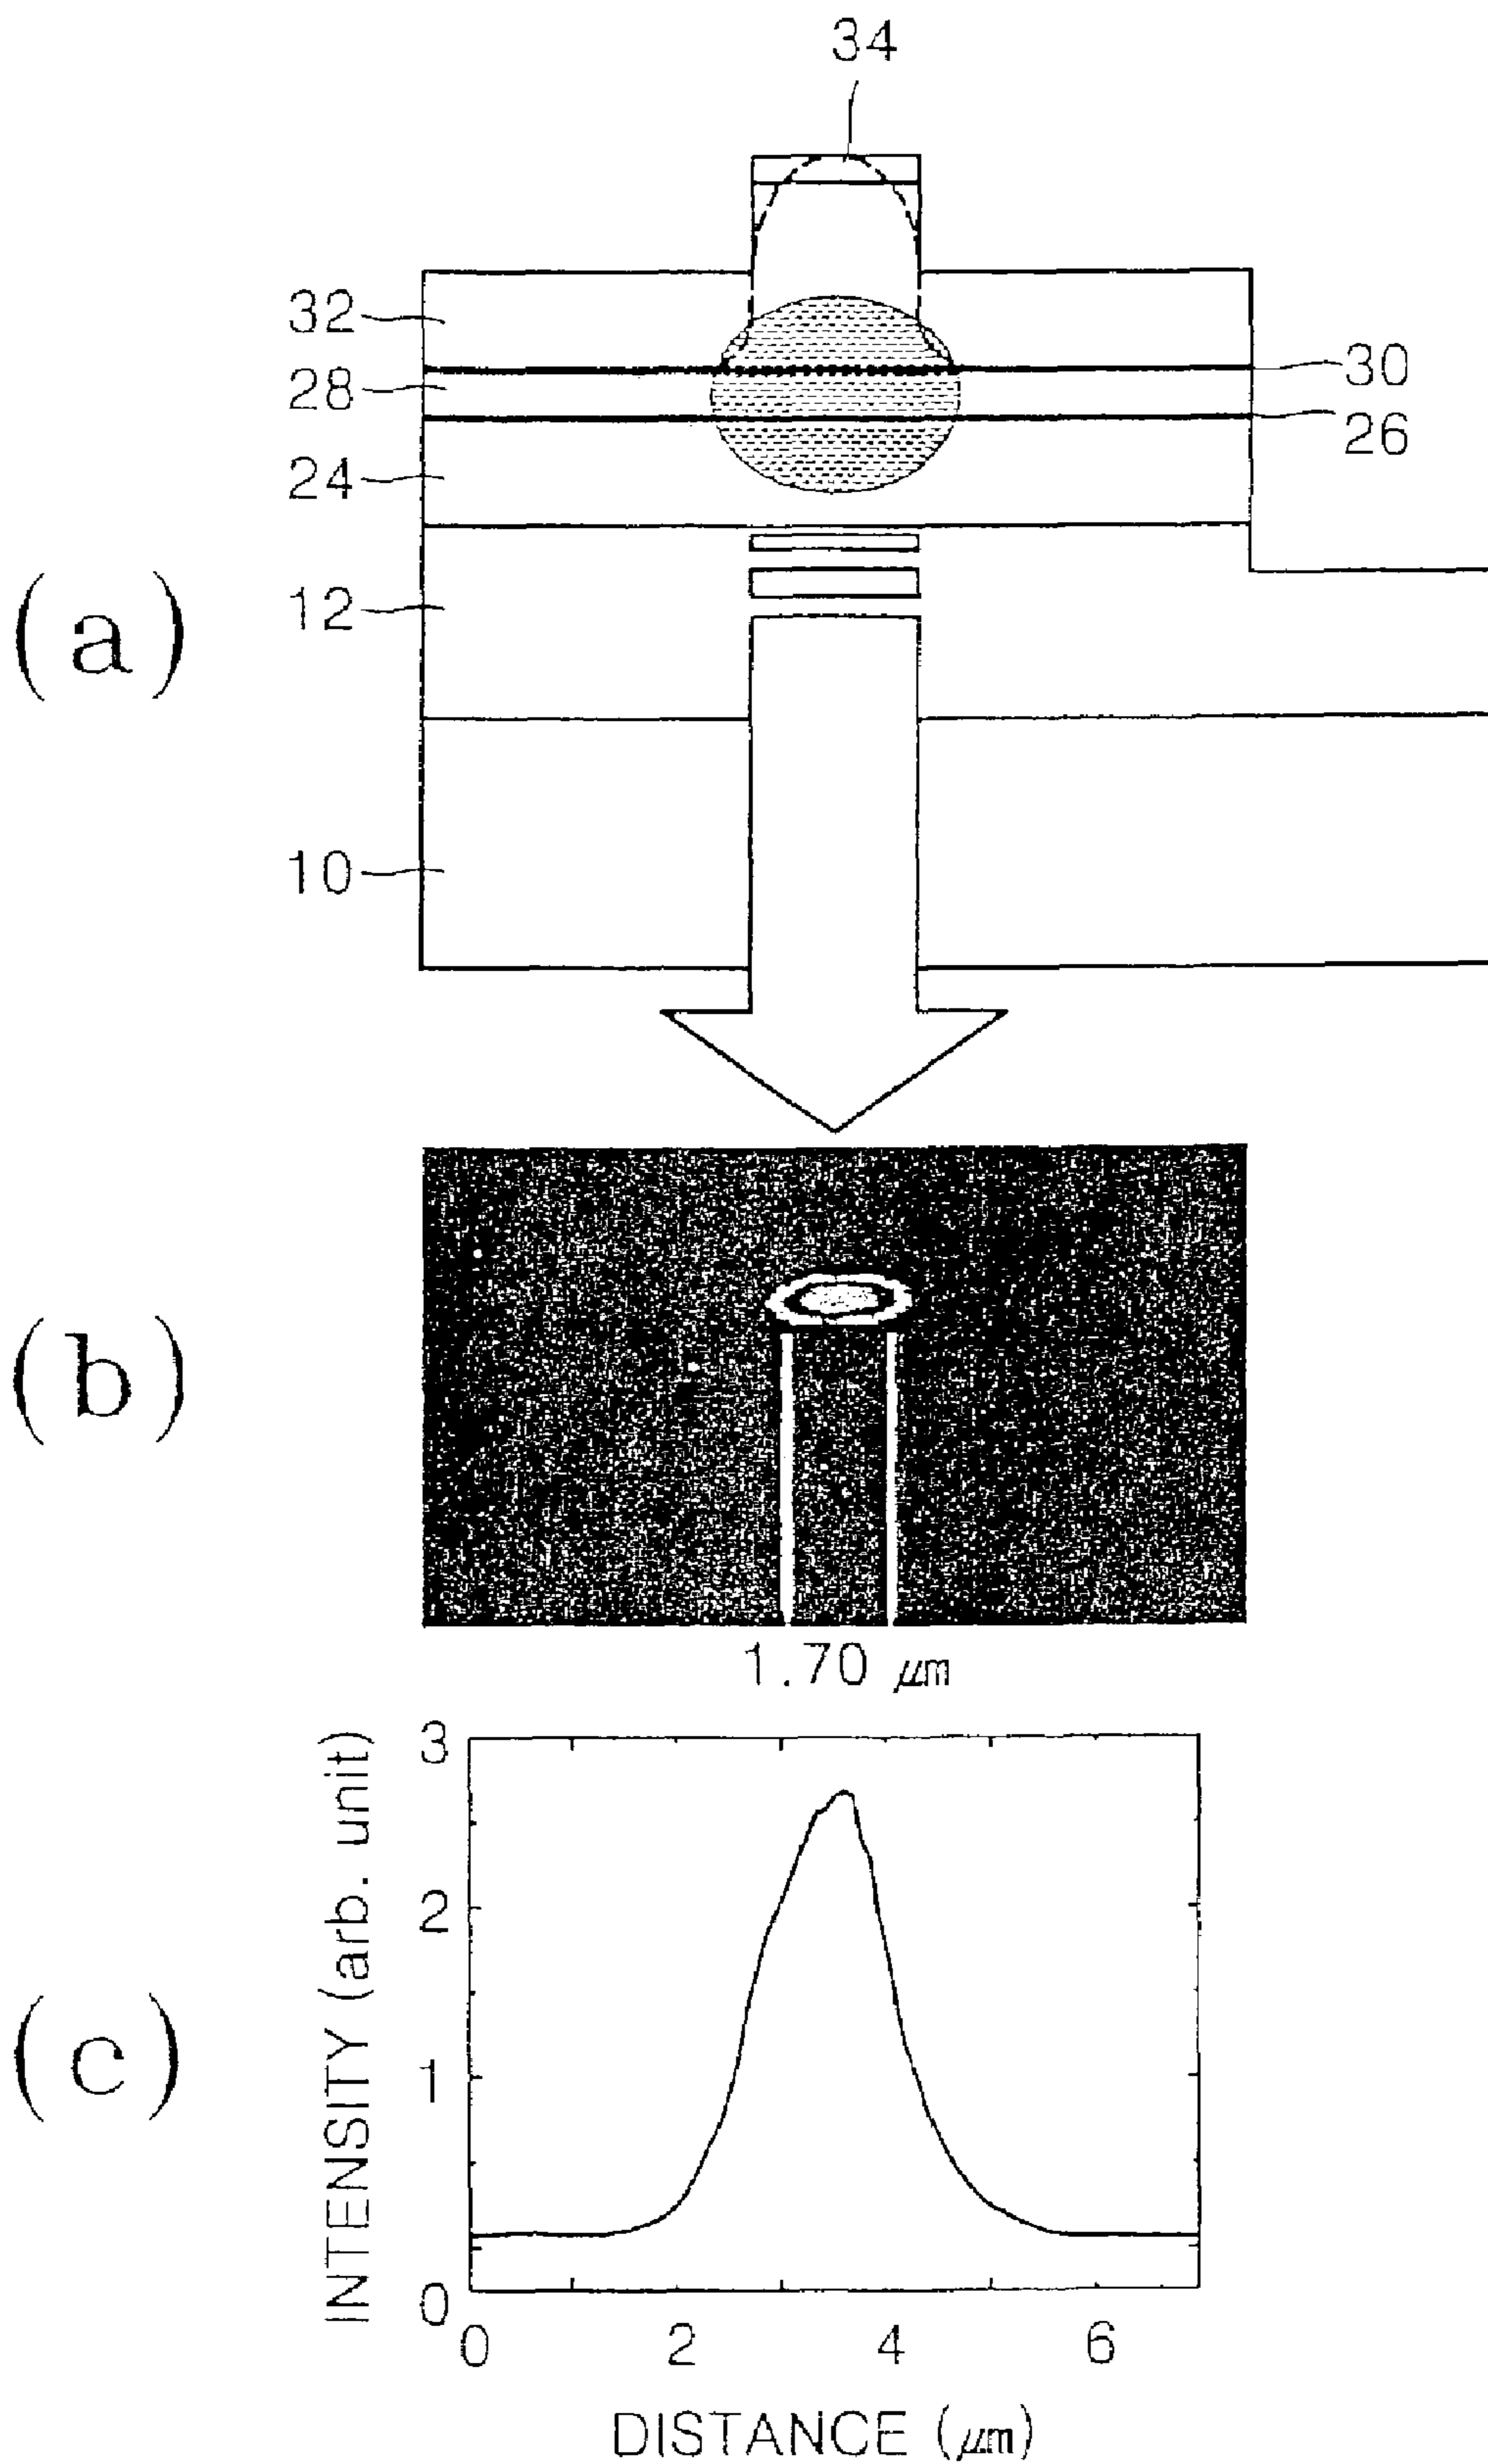 34
32
30
28
26
24
(a)
12
10
(b)
1.70 μm
3
2
1
0
INTENSITY (arb. unit)
(c)
0 2 4 6
DISTANCE (μm)